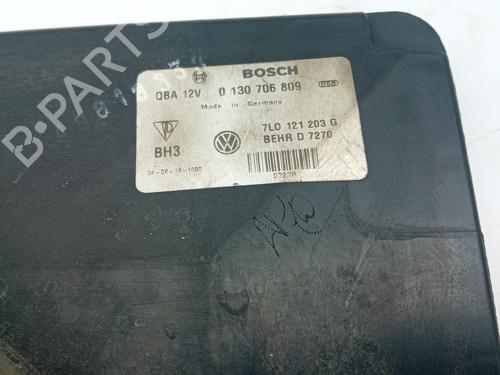 B-PARTS
BOSCH
QBA 12V 0 130 706 809
Made in Germany
7L0 121 203 G
BH3
BEHR D 7270